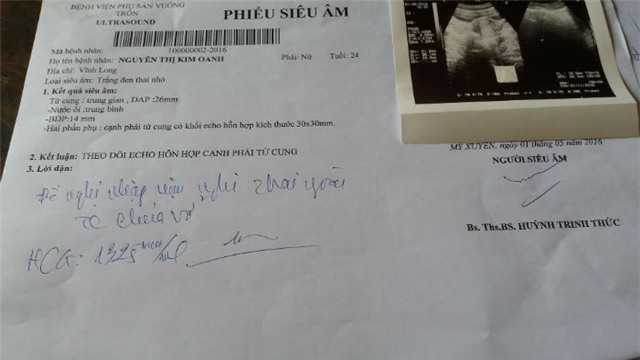 BỆNH VIỆN PHỤ SẢN VUÔNG
TRÒN
ULTRASOUND
PHIẾU SIÊU ÂM
Mã bệnh nhân: 100000002-2016
Họ tên bệnh nhân: NGUYỄN THỊ KIM OANH Phái: Nữ Tuổi: 24
Địa chỉ: Vĩnh Long
Loại siêu âm: Trắng đen thai nhỏ
1. Kết quả siêu âm:
Tử cung : trung gian , DAP :26mm
-Nước ối : trung bình
-BDP:14 mm
-Hai phần phụ : cạnh phải tử cung có khối echo hỗn hợp kích thước 30x30mm.
2. Kết luận: THEO DÕI ECHO HỖN HỢP CẠNH PHẢI TỬ CUNG
3. Lời dặn:
Đề nghị nhập viện nghi thai ngoài
TC chưa vỡ
HCG: 1325
MỸ XUYÊN, ngày 01 tháng 05 năm 2016
NGƯỜI SIÊU ÂM
Bs. Ths.BS. HUỲNH TRINH THỨC